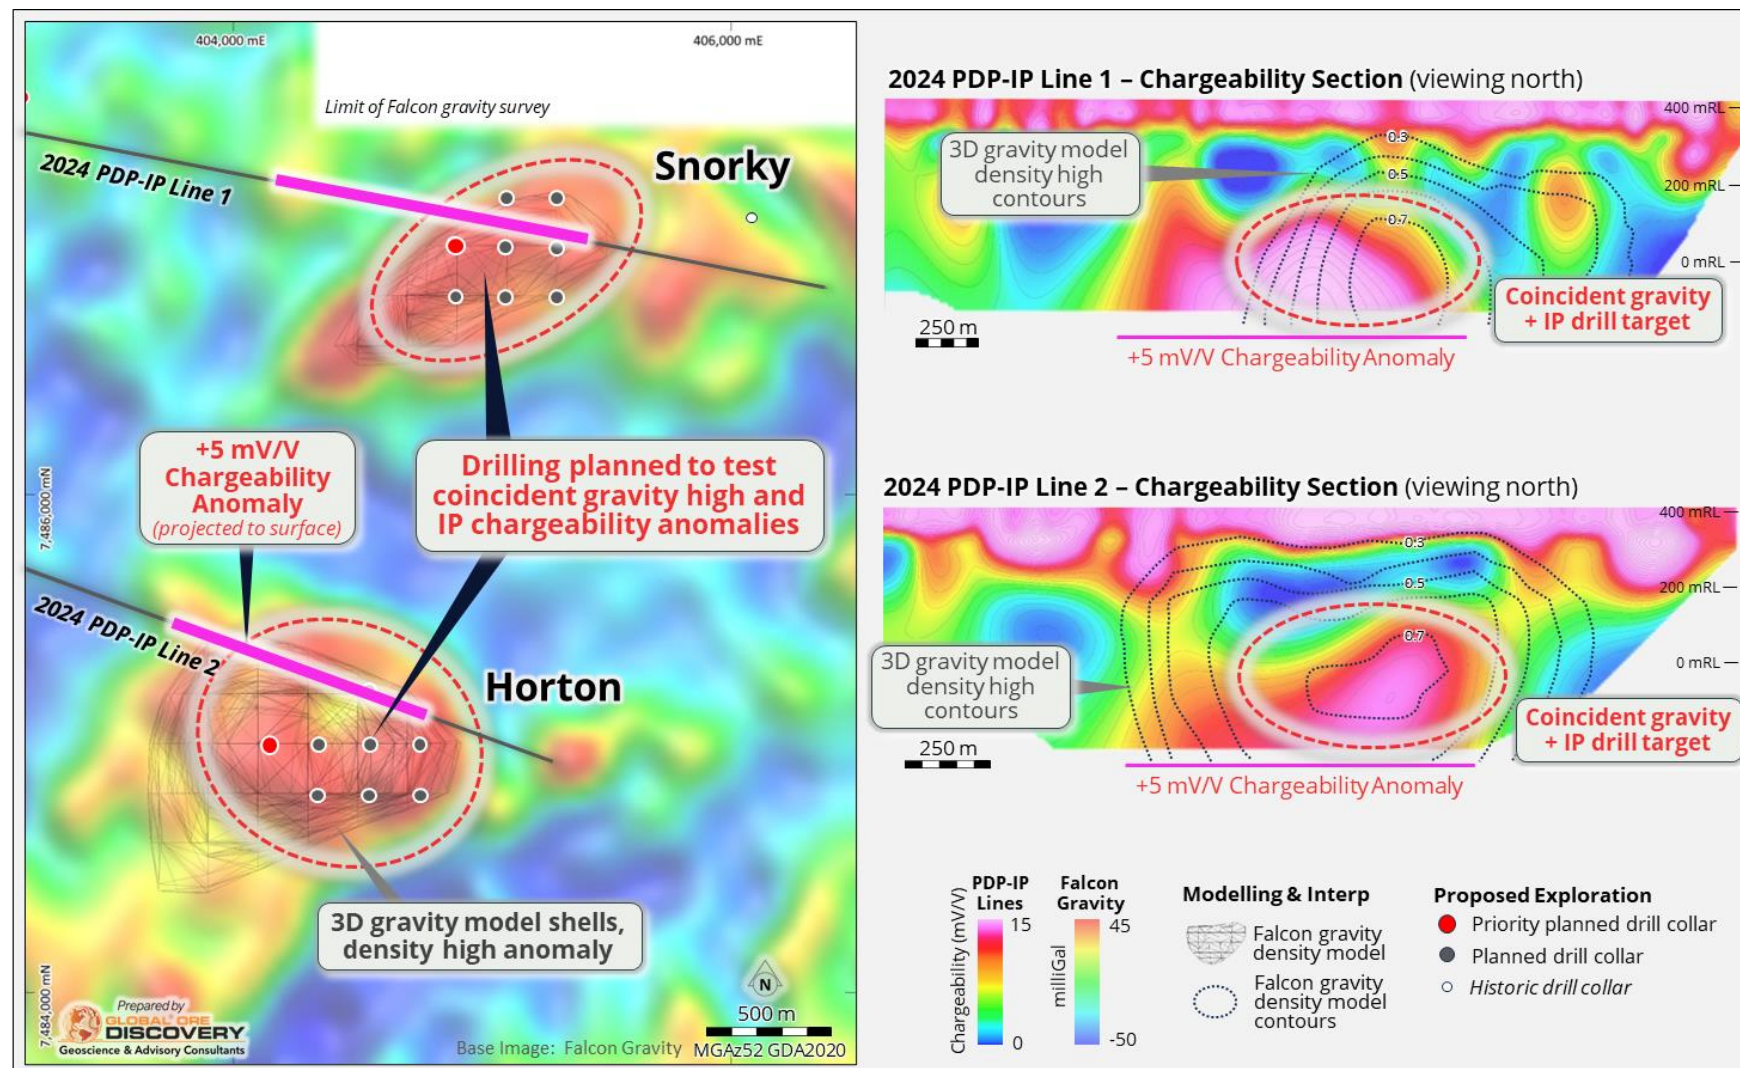 404,000 mE
406,000 mE
Limit of Falcon gravity survey
2024 PDP-IP Line 1
Snorky
+5 mV/V
Chargeability
Anomaly
(projected to surface)
Drilling planned to test
coincident gravity high and
IP chargeability anomalies
7,486,000 mN
2024 PDP-IP Line 2
Horton
3D gravity model shells,
density high anomaly
7,484,000 mN
Prepared by
GLOBAL ORE
DISCOVERY
Geoscience & Advisory Consultants
Base Image: Falcon Gravity
N
500 m
MGAz52 GDA2020
2024 PDP-IP Line 1 – Chargeability Section (viewing north)
400 mRL
3D gravity model
density high
contours
0.3
0.5
200 mRL
0.7
0 mRL
Coincident gravity
+ IP drill target
250 m
+5 mV/V Chargeability Anomaly
2024 PDP-IP Line 2 – Chargeability Section (viewing north)
400 mRL
0.3
0.5
200 mRL
0.7
3D gravity model
density high
contours
0 mRL
Coincident gravity
+ IP drill target
250 m
+5 mV/V Chargeability Anomaly
PDP-IP
Lines
Chargeability (mV/V)
15
0
Falcon
Gravity
milliGal
45
-50
Modelling & Interp
Falcon gravity
density model
Falcon gravity
density model
contours
Proposed Exploration
Priority planned drill collar
Planned drill collar
Historic drill collar